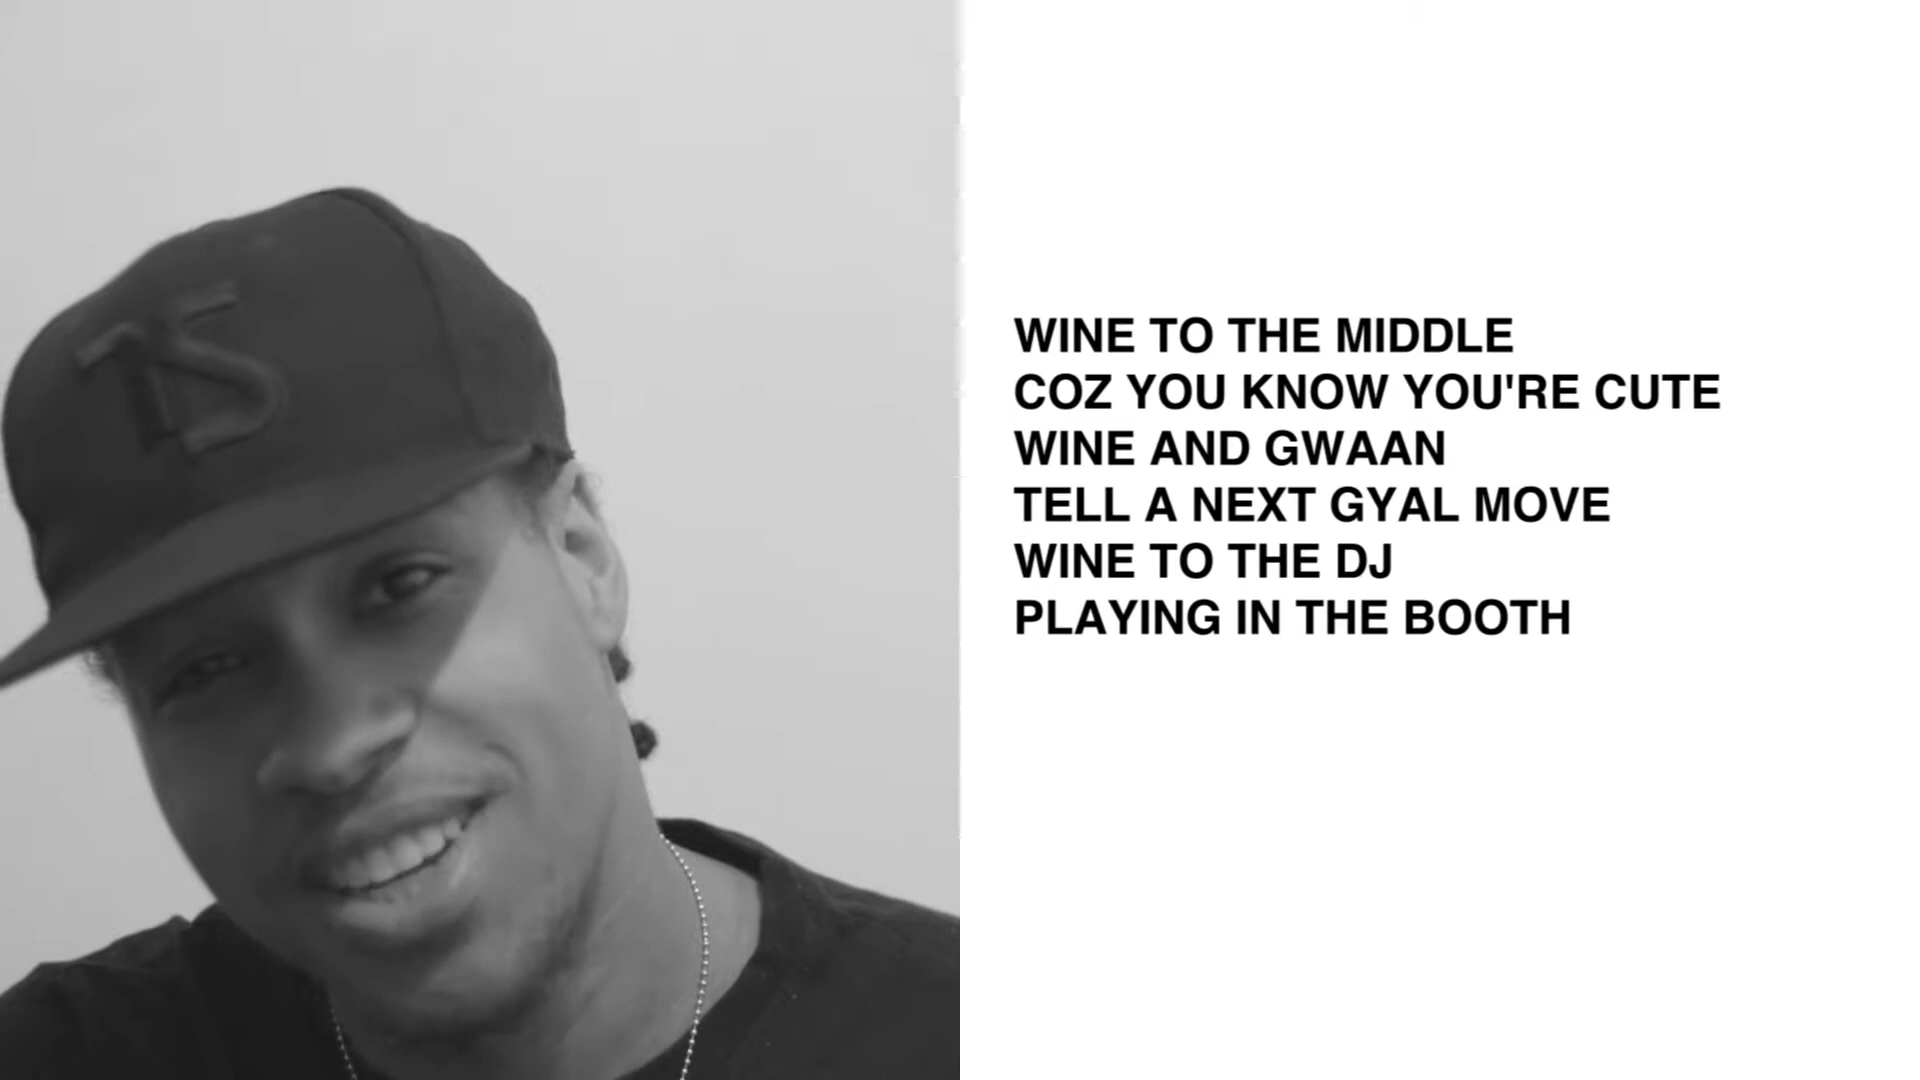 TS
WINE TO THE MIDDLE
COZ YOU KNOW YOU'RE CUTE
WINE AND GWAAN
TELL A NEXT GYAL MOVE
WINE TO THE DJ
PLAYING IN THE BOOTH